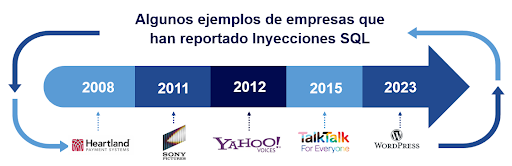 Algunos ejemplos de empresas que
han reportado Inyecciones SQL
2008
2011
2012
2015
2023
Heartland
PAYMENT SYSTEMS
SONY
PICTURES
YAHOO!
VOICES
TalkTalk
For Everyone
WORDPRESS